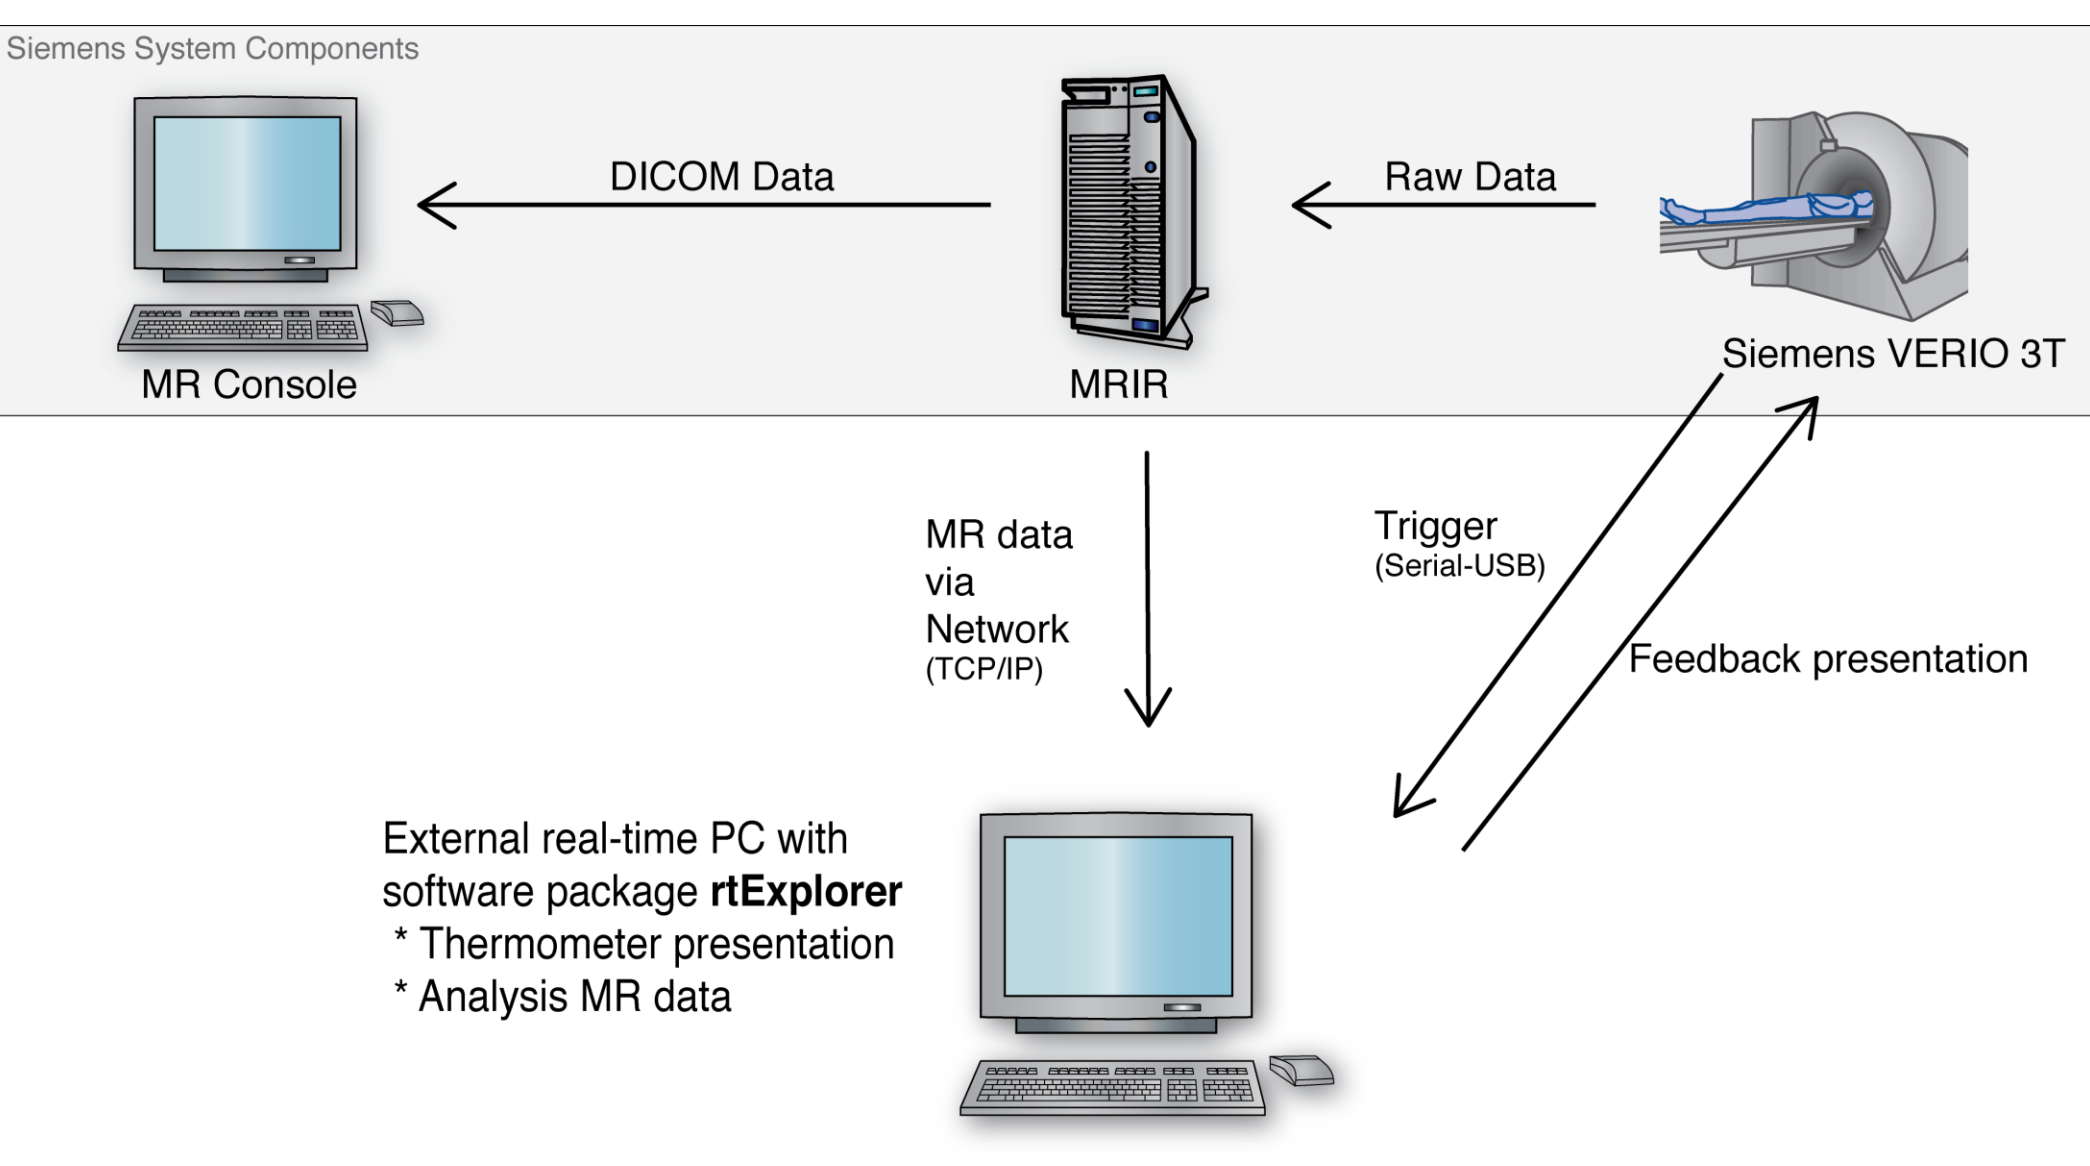 Siemens System Components
DICOM Data
Raw Data
MR Console
MRIR
Siemens VERIO 3T
MR data
via
Network
(TCP/IP)
Trigger
(Serial-USB)
Feedback presentation
External real-time PC with
software package rtExplorer
* Thermometer presentation
* Analysis MR data